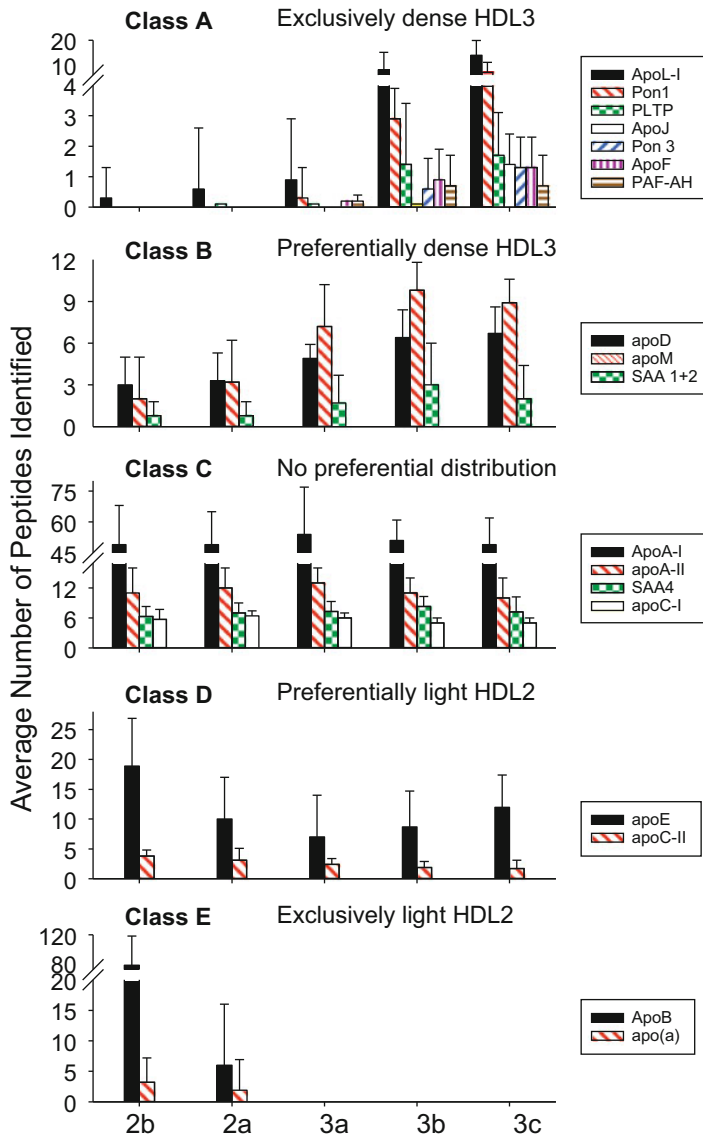 Class A Exclusively dense HDL3
20
10
4
3
2
1
0
ApoL-I
Pon1
PLTP
ApoJ
Pon 3
ApoF
PAF-AH
Class B Preferentially dense HDL3
12
9
6
3
0
apoD
apoM
SAA 1+2
Class C No preferential distribution
75
60
45
12
6
0
ApoA-I
apoA-II
SAA4
apoC-I
Class D Preferentially light HDL2
25
20
15
10
5
0
apoE
apoC-II
Class E Exclusively light HDL2
120
80
20
15
10
5
0
ApoB
apo(a)
2b 2a 3a 3b 3c
Average Number of Peptides Identified